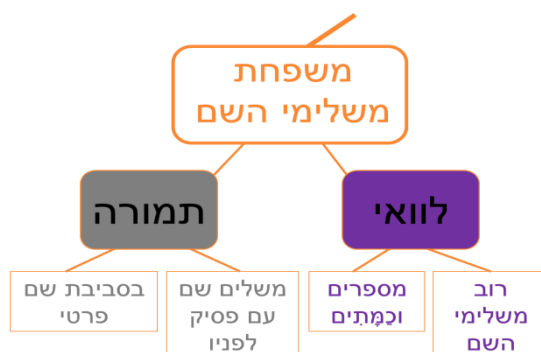 משפחת
משלימי השם
לוואי
תמורה
רוב
משלימי
השם
מספרים
וכַמָּתִים
משלים שם
עם פסיק
לפניו
בסביבת שם
פרטי